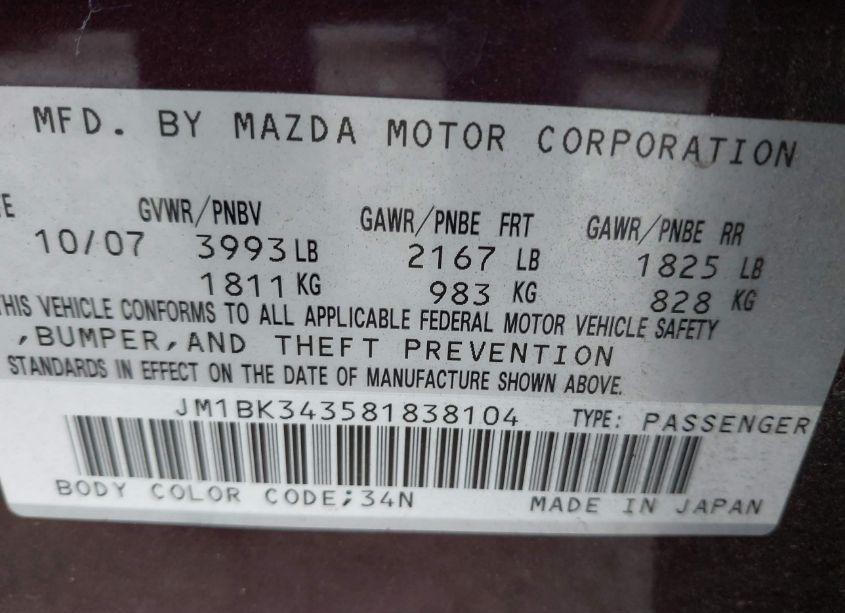 MFD. BY MAZDA MOTOR CORPORATION
GVWR/PNBV GAWR/PNBE FRT GAWR/PNBE RR
10/07 3993 LB 2167 LB 1825 LB
1811 KG 983 KG 828 KG
THIS VEHICLE CONFORMS TO ALL APPLICABLE FEDERAL MOTOR VEHICLE SAFETY
,BUMPER,AND THEFT PREVENTION
STANDARDS IN EFFECT ON THE DATE OF MANUFACTURE SHOWN ABOVE.
JM1BK343581838104 TYPE: PASSENGER
BODY COLOR CODE;34N MADE IN JAPAN